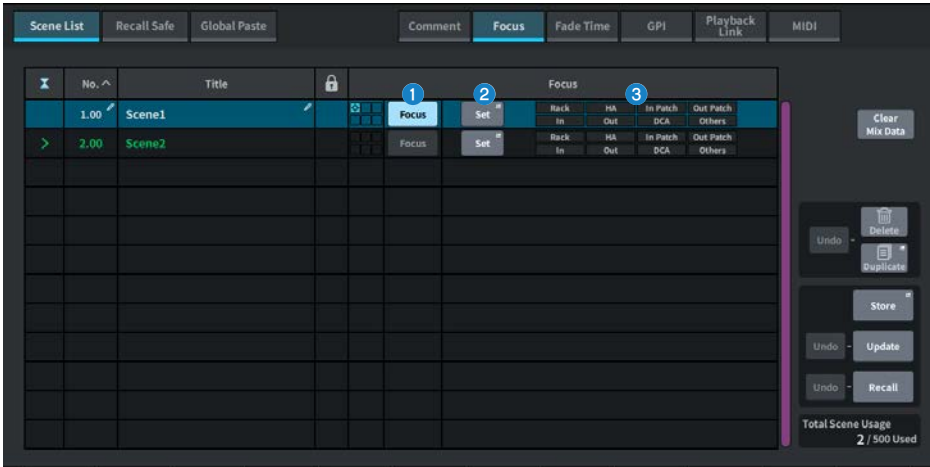 Scene List Recall Safe Global Paste Comment Focus Fade Time GPI Playback Link MIDI
No. Title Focus
1 2 3
1.00 Scene1 Focus Set Rack HA In Patch Out Patch
In Out DCA Others
2.00 Scene2 Focus Set Rack HA In Patch Out Patch
In Out DCA Others
Clear
Mix Data
Undo - Delete
Duplicate
Store
Undo - Update
Undo - Recall
Total Scene Usage
2 / 500 Used